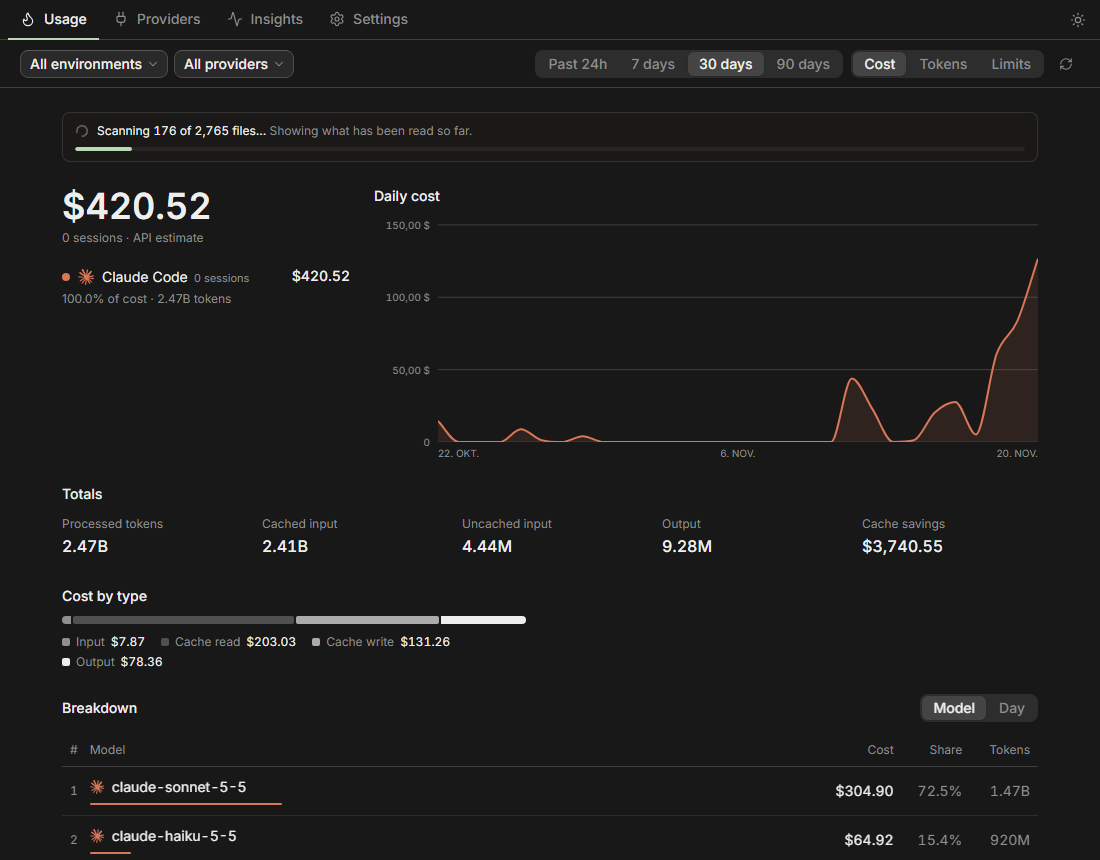 Usage Providers Insights Settings
All environments All providers Past 24h 7 days 30 days 90 days Cost Tokens Limits
Scanning 176 of 2,765 files... Showing what has been read so far.
$420.52
0 sessions · API estimate
Claude Code 0 sessions $420.52
100.0% of cost · 2.47B tokens
Daily cost
150,00 $
100,00 $
50,00 $
0
22. OKT. 6. NOV. 20. NOV.
Totals
Processed tokens Cached input Uncached input Output Cache savings
2.47B 2.41B 4.44M 9.28M $3,740.55
Cost by type
Input $7.87 Cache read $203.03 Cache write $131.26
Output $78.36
Breakdown Model Day
# Model Cost Share Tokens
1 claude-sonnet-5-5 $304.90 72.5% 1.47B
2 claude-haiku-5-5 $64.92 15.4% 920M